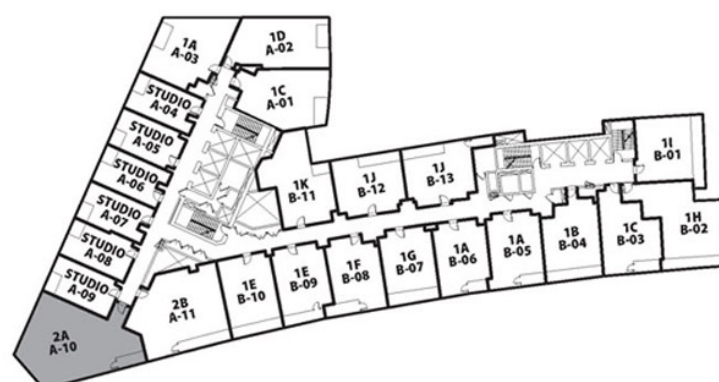 1A
A-03
1D
A-02
1C
A-01
STUDIO
A-04
STUDIO
A-05
STUDIO
A-06
STUDIO
A-07
STUDIO
A-08
STUDIO
A-09
2A
A-10
2B
A-11
1K
B-11
1J
B-12
1J
B-13
1I
B-01
1E
B-10
1E
B-09
1F
B-08
1G
B-07
1A
B-06
1A
B-05
1B
B-04
1C
B-03
1H
B-02